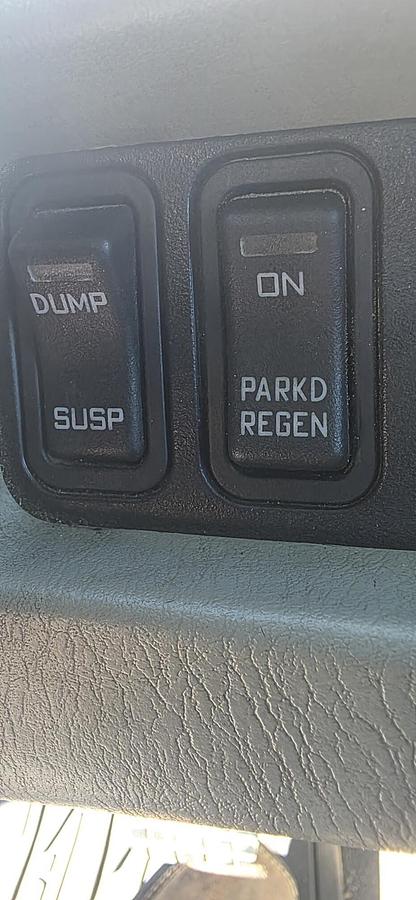 DUMP
SUSP
ON
PARKD
REGEN